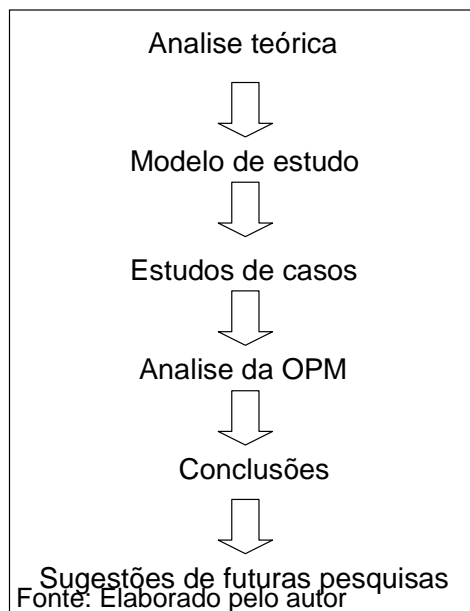 Analise teórica
Modelo de estudo
Estudos de casos
Analise da OPM
Conclusões
Sugestões de futuras pesquisas
Fonte: Elaborado pelo autor